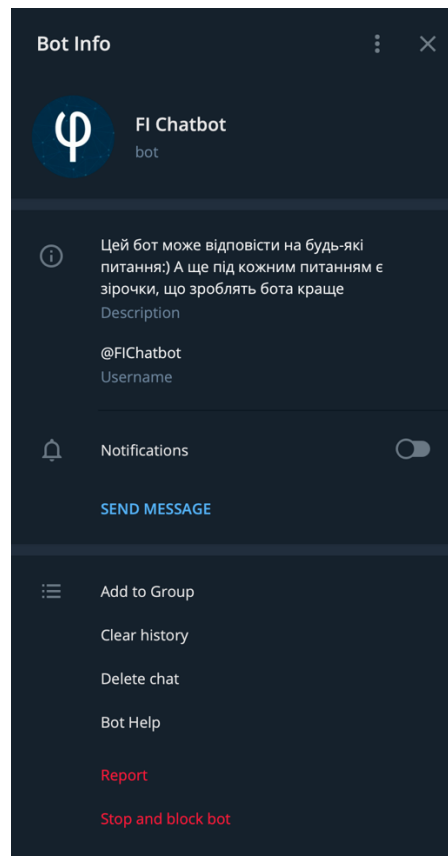 Bot Info
φ
FI Chatbot
bot
Цей бот може відповісти на будь-які
питання:) А ще під кожним питанням є
зірочки, що зроблять бота краще
Description
@FIChatbot
Username
Notifications
SEND MESSAGE
Add to Group
Clear history
Delete chat
Bot Help
Report
Stop and block bot